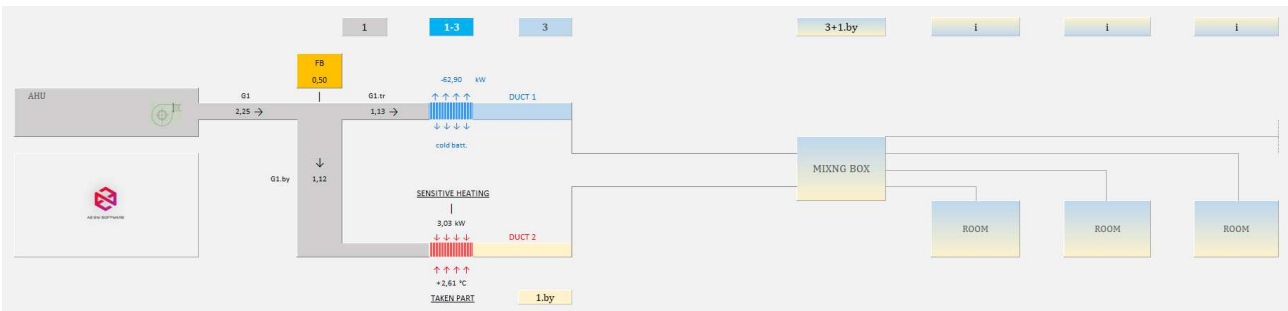 1
1-3
3
3+1.by
i
i
i
FB
0,50
-62,90 kW
AHU
G1
G1.tr
DUCT 1
2,25 →
1,13 →
cold batt.
MIXNG BOX
G1.by
1,12
SENSITIVE HEATING
3,03 kW
ROOM
ROOM
ROOM
DUCT 2
+2,61 °C
TAKEN PART
1.by